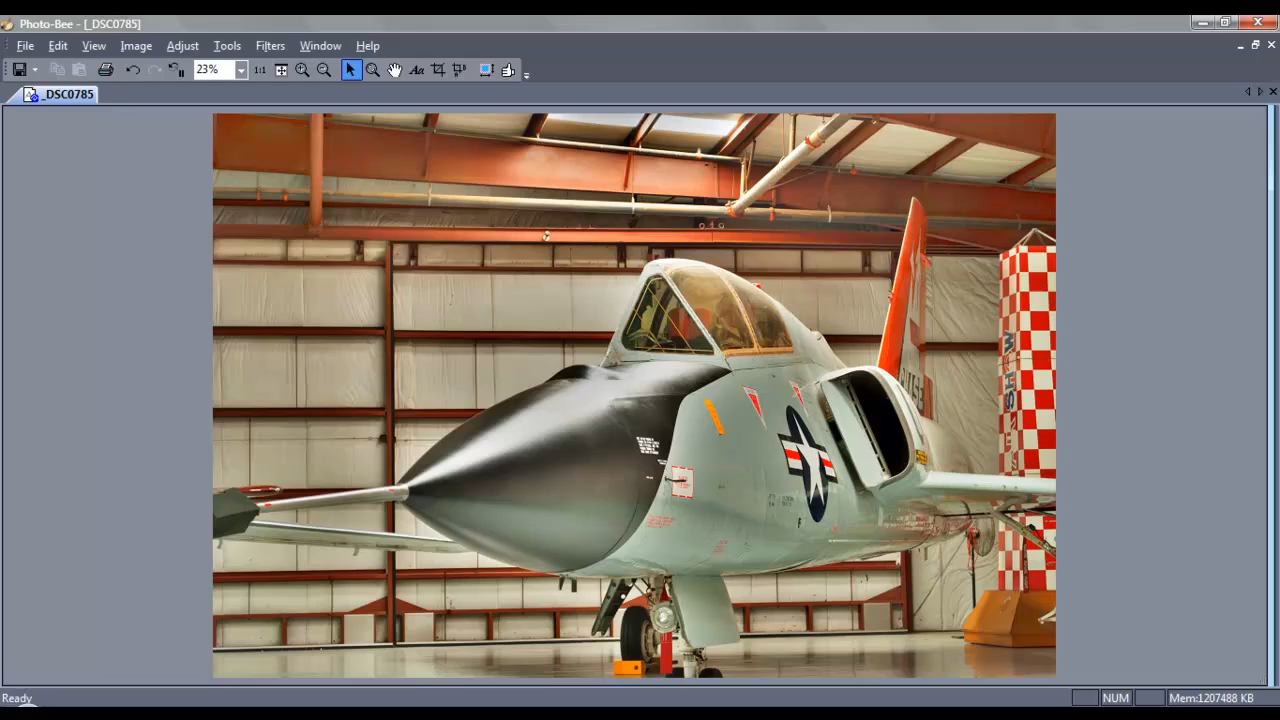 Photo-Bee - [_DSC0785]
File Edit View Image Adjust Tools Filters Window Help
23% 1:1 Aa
_DSC0785
Ready NUM Mem:1207488 KB